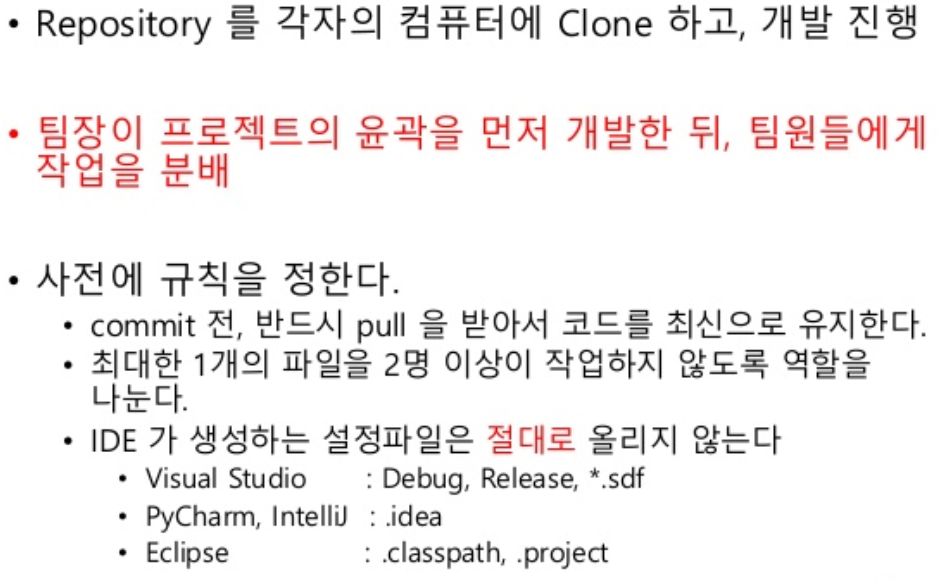 • Repository 를 각자의 컴퓨터에 Clone 하고, 개발 진행
• 팀장이 프로젝트의 윤곽을 먼저 개발한 뒤, 팀원들에게
작업을 분배
• 사전에 규칙을 정한다.
• commit 전, 반드시 pull 을 받아서 코드를 최신으로 유지한다.
• 최대한 1개의 파일을 2명 이상이 작업하지 않도록 역할을
나눈다.
• IDE 가 생성하는 설정파일은 절대로 올리지 않는다
• Visual Studio : Debug, Release, *.sdf
• PyCharm, IntelliJ : .idea
• Eclipse : .classpath, .project